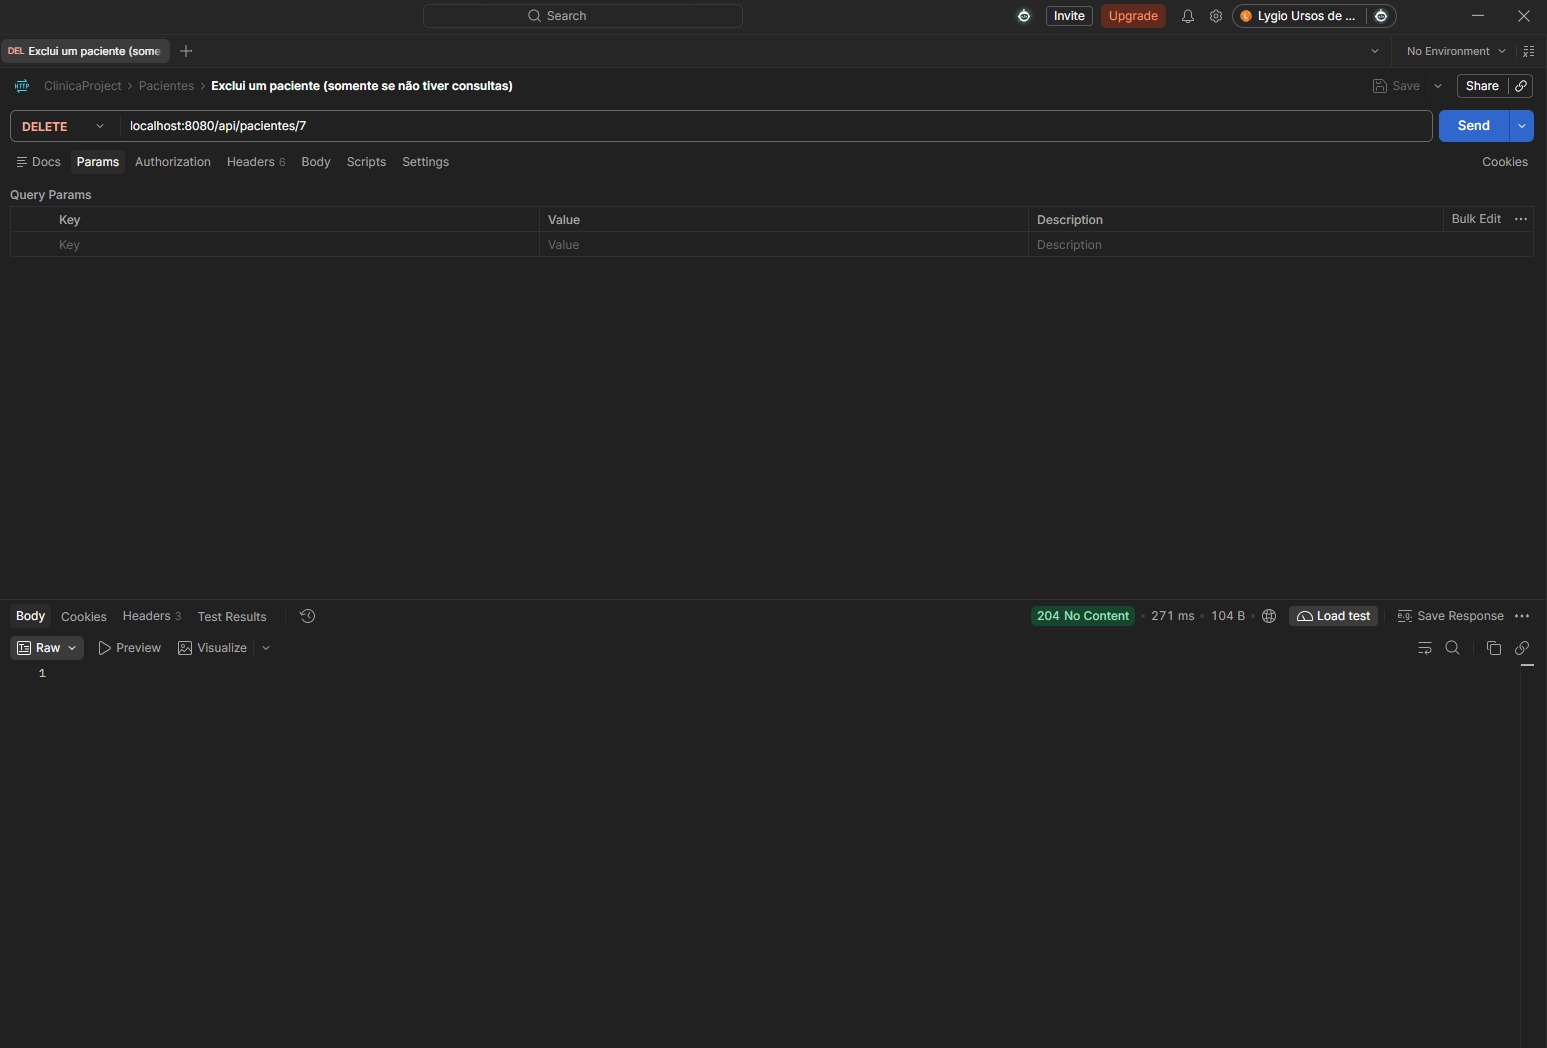 Search
Invite
Upgrade
Lygio Ursos de ...
DEL Exclui um paciente (some
No Environment
HTTP ClinicaProject > Pacientes > Exclui um paciente (somente se não tiver consultas)
Save
Share
DELETE localhost:8080/api/pacientes/7
Send
Docs Params Authorization Headers 6 Body Scripts Settings Cookies
Query Params
Key Value Description Bulk Edit
Key Value Description
Body Cookies Headers 3 Test Results
204 No Content • 271 ms • 104 B
Load test
e.g. Save Response
Raw Preview Visualize
1